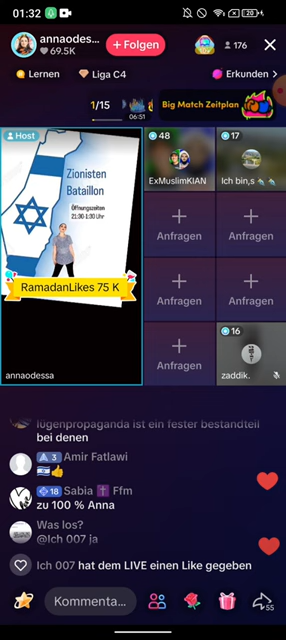 01:32
20
annaodes...
69.5K
+ Folgen
176
Lernen
Liga C4
Erkunden >
1/15
06:51
Big Match Zeitplan
Host
Zionisten
Bataillon
Öffnungszeiten
21:30-1:30 Uhr
RamadanLikes 75 K
annaodessa
48
ExMuslimKIAN
17
Ich bin,s
Anfragen
Anfragen
Anfragen
Anfragen
Anfragen
16
zaddik.
lügenpropaganda ist ein fester bestandteil
bei denen
3 Amir Fatlawi
🇮🇱👍
18 Sabia ✝️ Ffm
zu 100 % Anna
Was los?
@Ich 007 ja
Ich 007 hat dem LIVE einen Like gegeben
Kommenta...
55